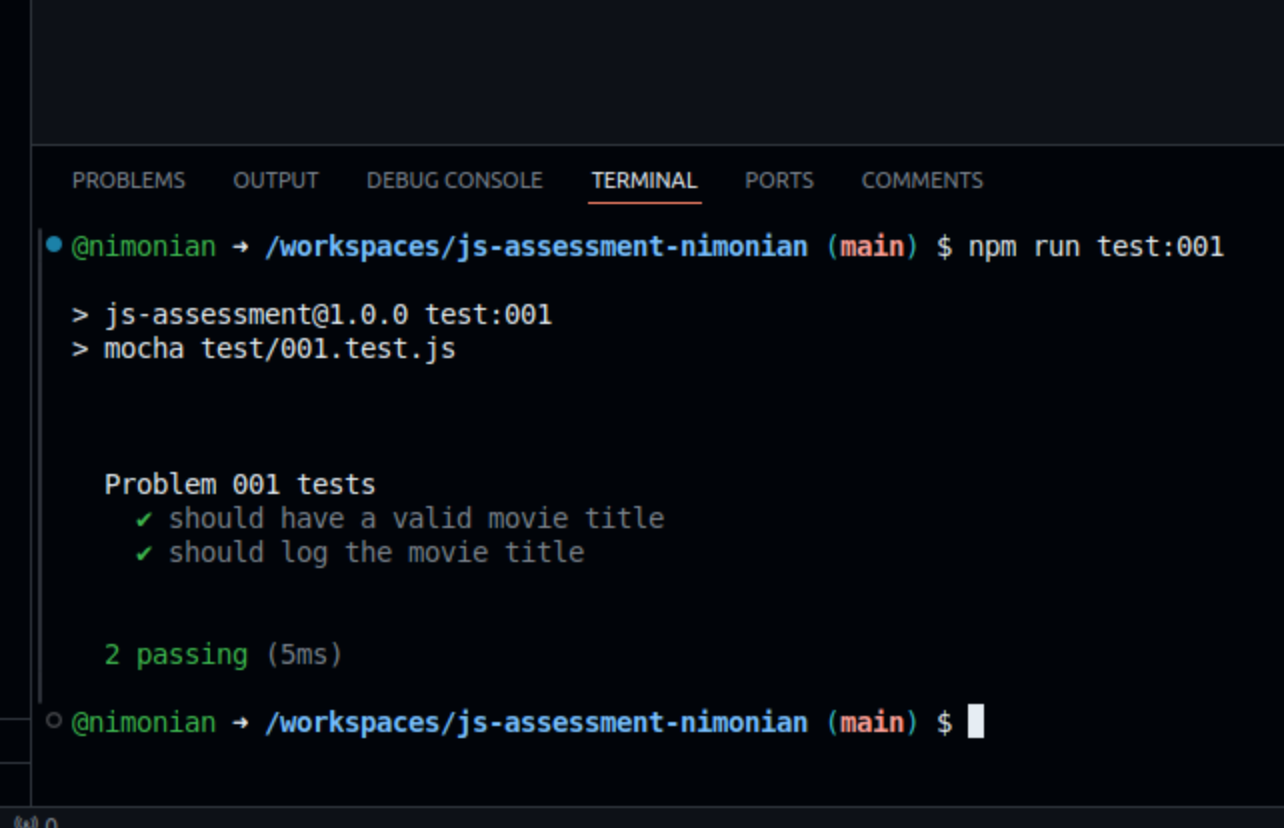 PROBLEMS OUTPUT DEBUG CONSOLE TERMINAL PORTS COMMENTS
@nimonian ➜ /workspaces/js-assessment-nimonian (main) $ npm run test:001
> js-assessment@1.0.0 test:001
> mocha test/001.test.js
Problem 001 tests
✔ should have a valid movie title
✔ should log the movie title
2 passing (5ms)
@nimonian ➜ /workspaces/js-assessment-nimonian (main) $
0